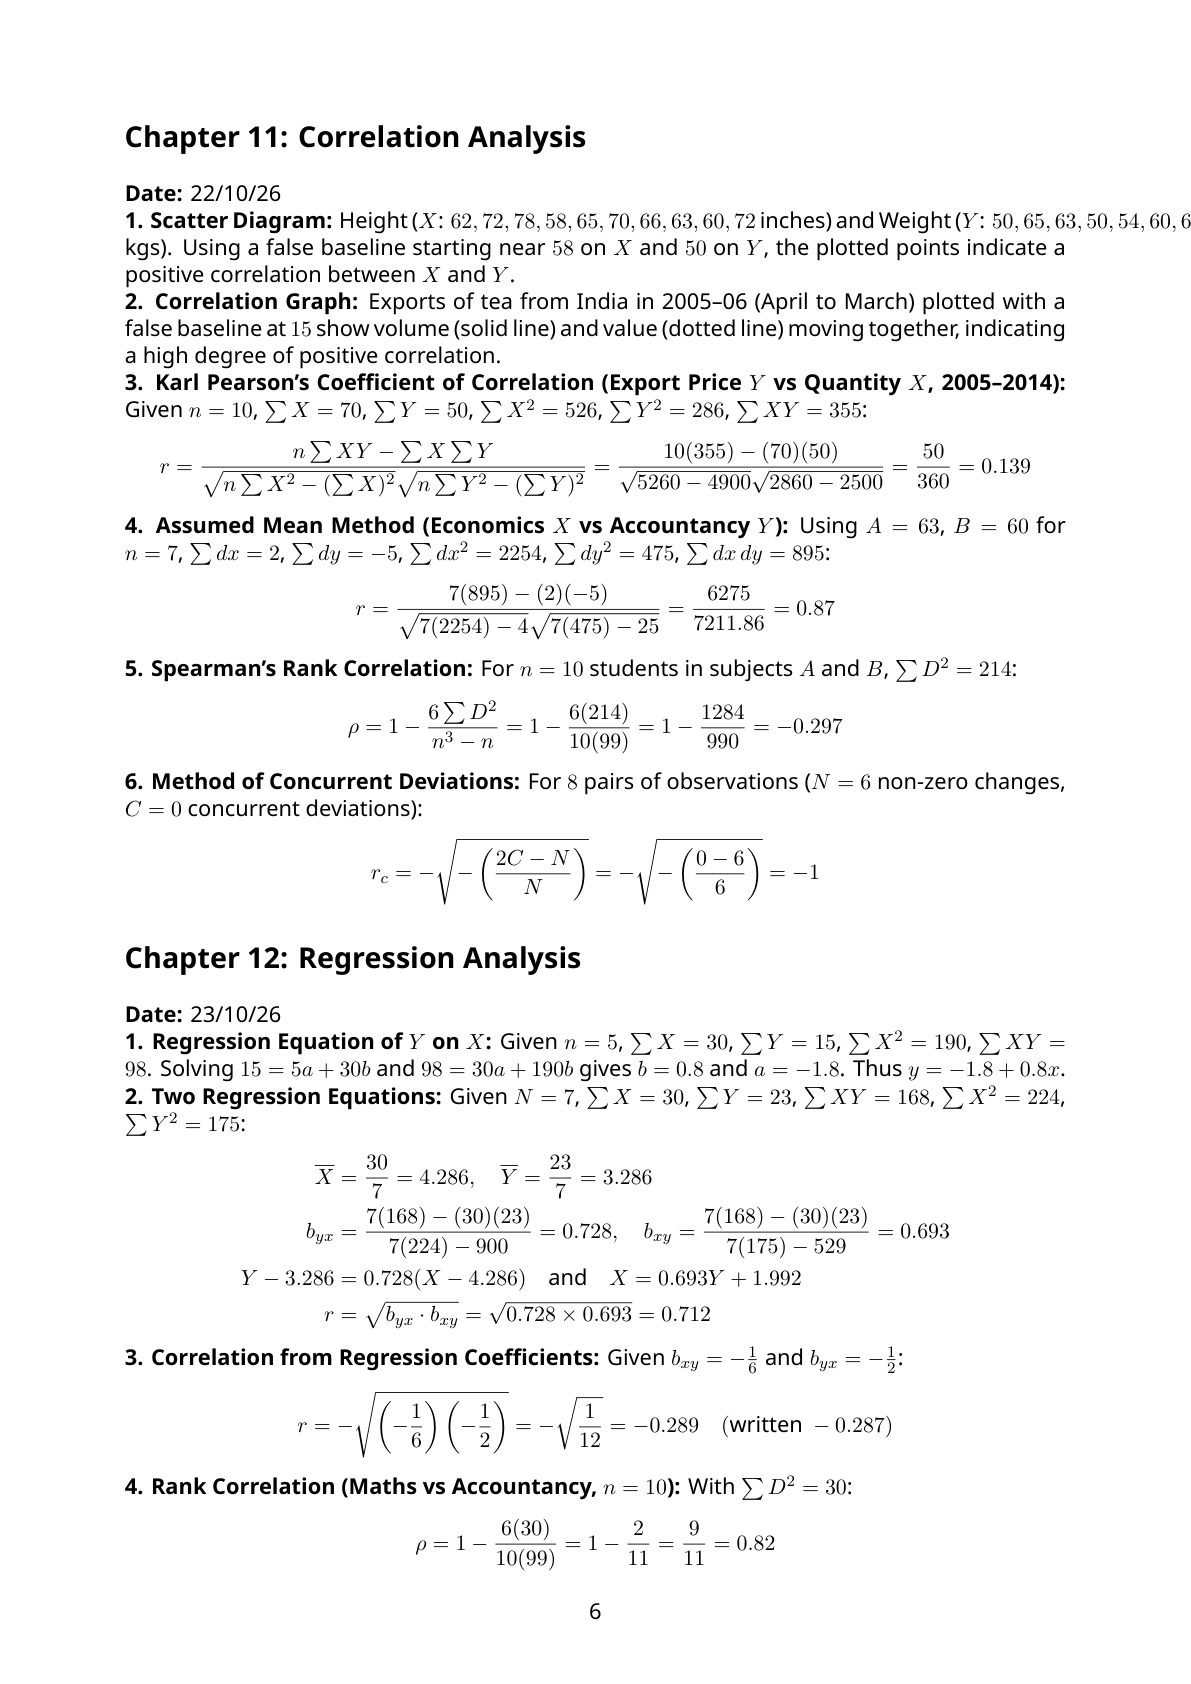 Chapter 11: Correlation Analysis
Date: 22/10/26
1. Scatter Diagram: Height (X: 62, 72, 78, 58, 65, 70, 66, 63, 60, 72 inches) and Weight (Y: 50, 65, 63, 50, 54, 60, 6
kgs). Using a false baseline starting near 58 on X and 50 on Y, the plotted points indicate a
positive correlation between X and Y.
2. Correlation Graph: Exports of tea from India in 2005–06 (April to March) plotted with a
false baseline at 15 show volume (solid line) and value (dotted line) moving together, indicating
a high degree of positive correlation.
3. Karl Pearson’s Coefficient of Correlation (Export Price Y vs Quantity X, 2005–2014):
Given n = 10, ∑ X = 70, ∑ Y = 50, ∑ X² = 526, ∑ Y² = 286, ∑ XY = 355:
r = (n ∑ XY − ∑ X ∑ Y) / (√(n ∑ X² − (∑ X)²) √(n ∑ Y² − (∑ Y)²)) = (10(355) − (70)(50)) / (√(5260 − 4900) √(2860 − 2500)) = 50/360 = 0.139
4. Assumed Mean Method (Economics X vs Accountancy Y): Using A = 63, B = 60 for
n = 7, ∑ dx = 2, ∑ dy = −5, ∑ dx² = 2254, ∑ dy² = 475, ∑ dx dy = 895:
r = (7(895) − (2)(−5)) / (√(7(2254) − 4) √(7(475) − 25)) = 6275/7211.86 = 0.87
5. Spearman’s Rank Correlation: For n = 10 students in subjects A and B, ∑ D² = 214:
ρ = 1 − (6 ∑ D²)/(n³ − n) = 1 − 6(214)/10(99) = 1 − 1284/990 = −0.297
6. Method of Concurrent Deviations: For 8 pairs of observations (N = 6 non-zero changes,
C = 0 concurrent deviations):
r_c = −√(−((2C − N)/N)) = −√(−((0 − 6)/6)) = −1
Chapter 12: Regression Analysis
Date: 23/10/26
1. Regression Equation of Y on X: Given n = 5, ∑ X = 30, ∑ Y = 15, ∑ X² = 190, ∑ XY =
98. Solving 15 = 5a + 30b and 98 = 30a + 190b gives b = 0.8 and a = −1.8. Thus y = −1.8 + 0.8x.
2. Two Regression Equations: Given N = 7, ∑ X = 30, ∑ Y = 23, ∑ XY = 168, ∑ X² = 224,
∑ Y² = 175:
X̅ = 30/7 = 4.286, Y̅ = 23/7 = 3.286
b_yx = (7(168) − (30)(23)) / (7(224) − 900) = 0.728, b_xy = (7(168) − (30)(23)) / (7(175) − 529) = 0.693
Y − 3.286 = 0.728(X − 4.286) and X = 0.693Y + 1.992
r = √(b_yx · b_xy) = √(0.728 × 0.693) = 0.712
3. Correlation from Regression Coefficients: Given b_xy = −1/6 and b_yx = −1/2:
r = −√((−1/6)(−1/2)) = −√(1/12) = −0.289 (written − 0.287)
4. Rank Correlation (Maths vs Accountancy, n = 10): With ∑ D² = 30:
ρ = 1 − 6(30)/10(99) = 1 − 2/11 = 9/11 = 0.82
6